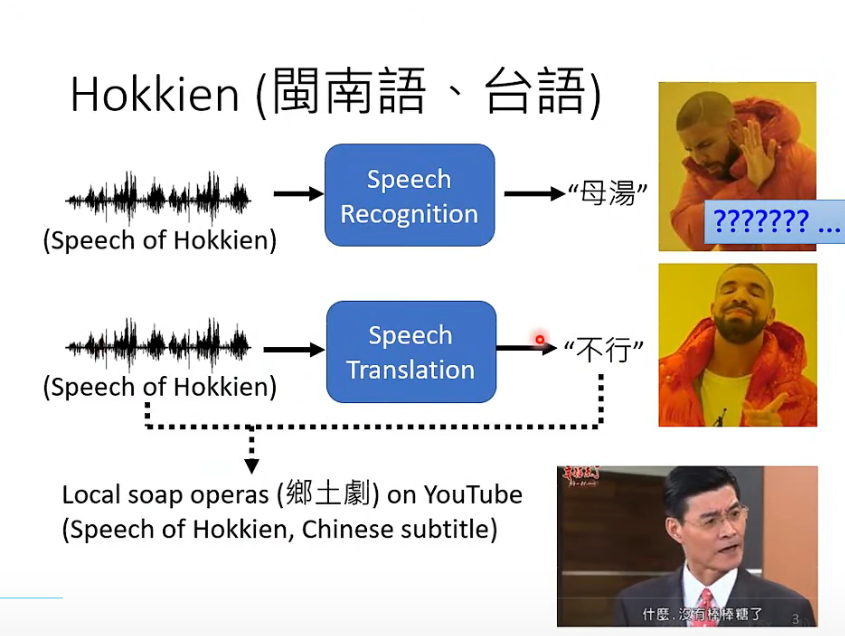 Hokkien (閩南語、台語)
Speech
Recognition
“母湯”
(Speech of Hokkien)
??????? ...
Speech
Translation
“不行”
(Speech of Hokkien)
Local soap operas (鄉土劇) on YouTube
(Speech of Hokkien, Chinese subtitle)
什麼,沒有棒棒糖了
3